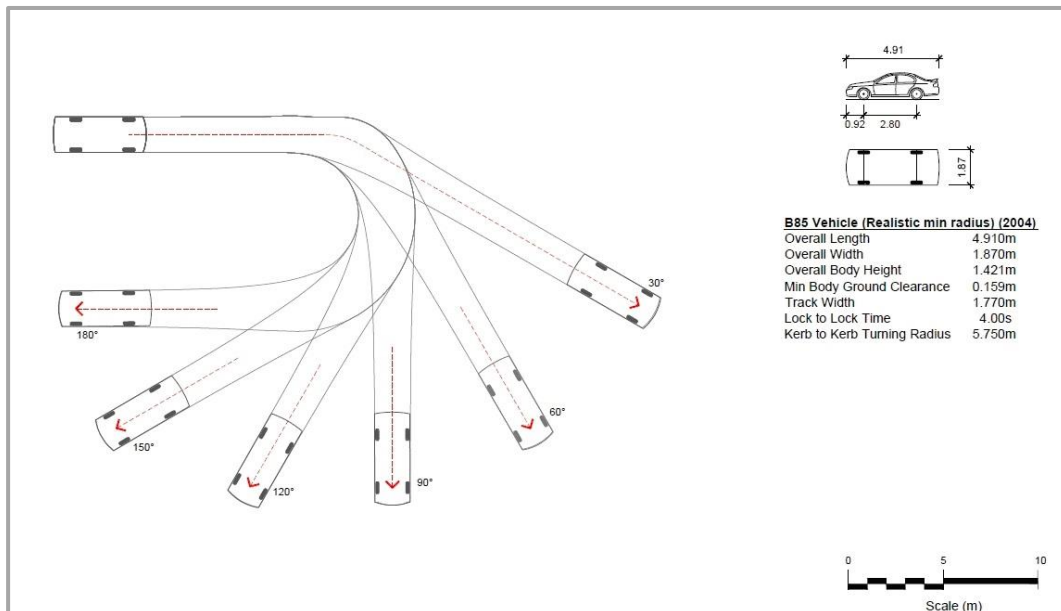 4.91
0.92 2.80
1.87
B85 Vehicle (Realistic min radius) (2004)
Overall Length 4.910m
Overall Width 1.870m
Overall Body Height 1.421m
Min Body Ground Clearance 0.159m
Track Width 1.770m
Lock to Lock Time 4.00s
Kerb to Kerb Turning Radius 5.750m
30°
60°
90°
120°
150°
180°
0 5 10
Scale (m)